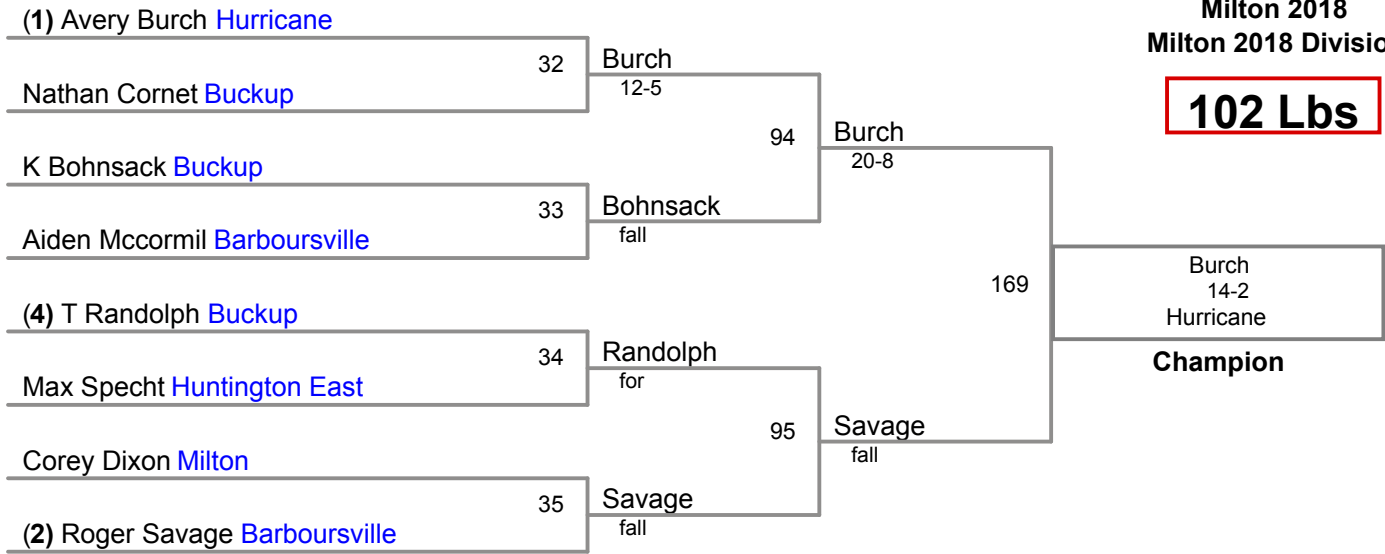 Milton 2018
Milton 2018 Divisio
102 Lbs
(1) Avery Burch Hurricane
32
Burch
12-5
Nathan Cornet Buckup
94
Burch
20-8
K Bohnsack Buckup
33
Bohnsack
fall
Aiden Mccormil Barboursville
169
Burch
14-2
Hurricane
Champion
(4) T Randolph Buckup
34
Randolph
for
Max Specht Huntington East
95
Savage
fall
Corey Dixon Milton
35
Savage
fall
(2) Roger Savage Barboursville